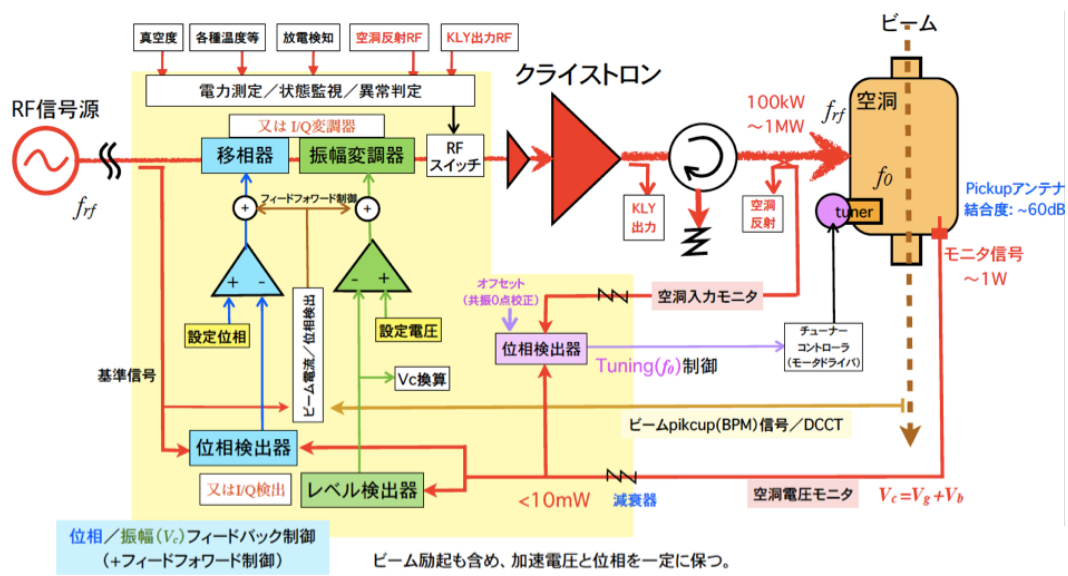 真空度
各種温度等
放電検知
空洞反射RF
KLY出力RF
電力測定／状態監視／異常判定
RF信号源
f_rf
又は I/Q変調器
移相器
振幅変調器
RF
スイッチ
クライストロン
KLY
出力
100kW
～1MW
空洞
反射
f_rf
ビーム
空洞
f_0
tuner
Pickupアンテナ
結合度: ~60dB
モニタ信号
～1W
+
フィードフォワード制御
+
+
-
-
+
設定位相
設定電圧
ビーム電流／位相検出
オフセット
(共振0点校正)
位相検出器
空洞入力モニタ
Tuning(f_0)制御
チューナー
コントローラ
(モータドライバ)
基準信号
Vc換算
ビームpikcup(BPM)信号／DCCT
位相検出器
又はI/Q検出
レベル検出器
<10mW
減衰器
空洞電圧モニタ
V_c=V_g+V_b
位相／振幅(V_c)フィードバック制御
(+フィードフォワード制御)
ビーム励起も含め、加速電圧と位相を一定に保つ。